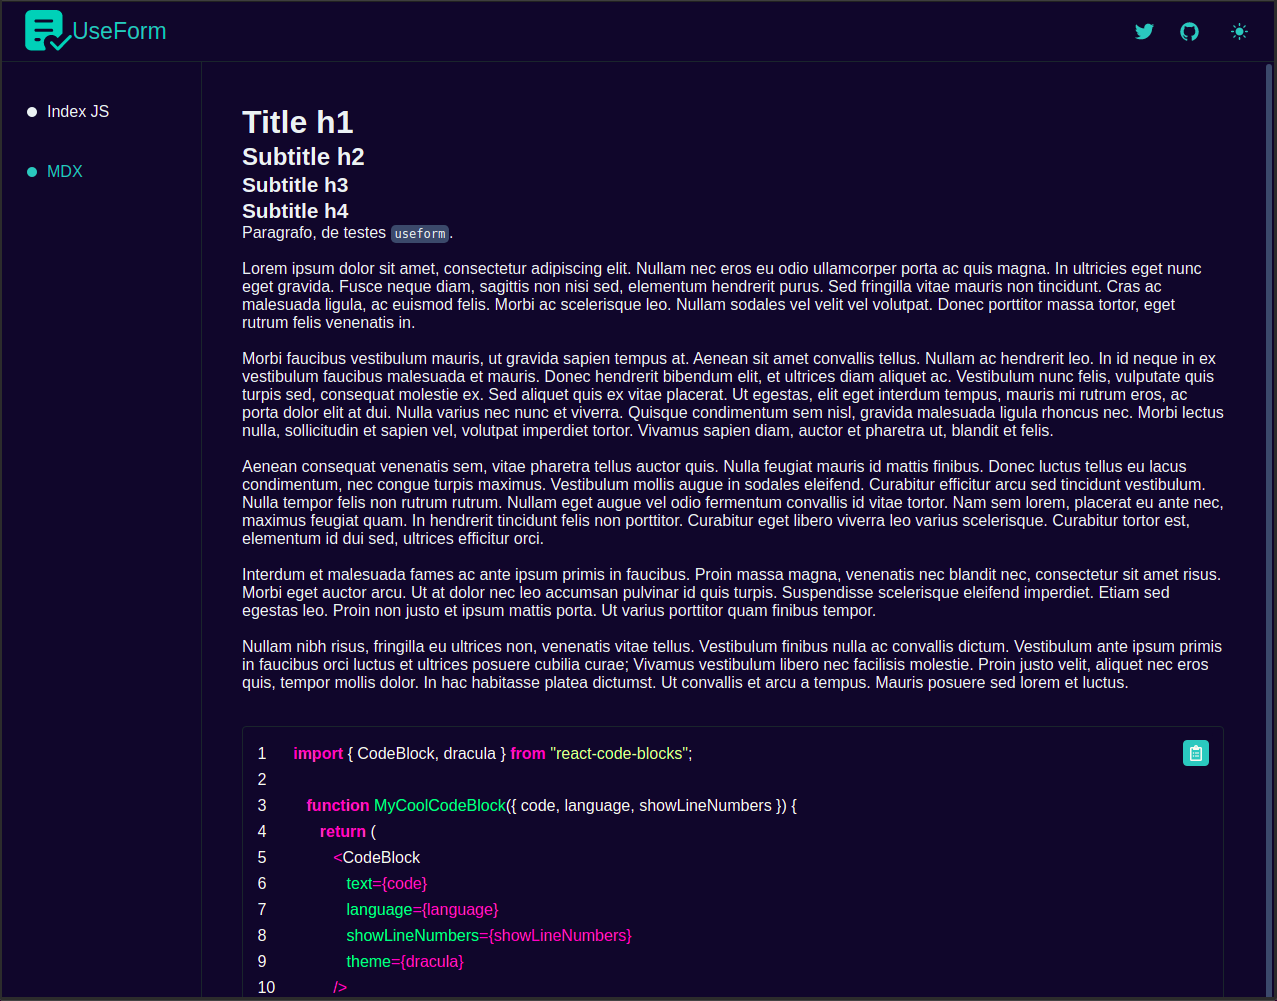 UseForm
Index JS
MDX
Title h1
Subtitle h2
Subtitle h3
Subtitle h4
Paragrafo, de testes useform.
Lorem ipsum dolor sit amet, consectetur adipiscing elit. Nullam nec eros eu odio ullamcorper porta ac quis magna. In ultricies eget nunc
eget gravida. Fusce neque diam, sagittis non nisi sed, elementum hendrerit purus. Sed fringilla vitae mauris non tincidunt. Cras ac
malesuada ligula, ac euismod felis. Morbi ac scelerisque leo. Nullam sodales vel velit vel volutpat. Donec porttitor massa tortor, eget
rutrum felis venenatis in.
Morbi faucibus vestibulum mauris, ut gravida sapien tempus at. Aenean sit amet convallis tellus. Nullam ac hendrerit leo. In id neque in ex
vestibulum faucibus malesuada et mauris. Donec hendrerit bibendum elit, et ultrices diam aliquet ac. Vestibulum nunc felis, vulputate quis
turpis sed, consequat molestie ex. Sed aliquet quis ex vitae placerat. Ut egestas, elit eget interdum tempus, mauris mi rutrum eros, ac
porta dolor elit at dui. Nulla varius nec nunc et viverra. Quisque condimentum sem nisl, gravida malesuada ligula rhoncus nec. Morbi lectus
nulla, sollicitudin et sapien vel, volutpat imperdiet tortor. Vivamus sapien diam, auctor et pharetra ut, blandit et felis.
Aenean consequat venenatis sem, vitae pharetra tellus auctor quis. Nulla feugiat mauris id mattis finibus. Donec luctus tellus eu lacus
condimentum, nec congue turpis maximus. Vestibulum mollis augue in sodales eleifend. Curabitur efficitur arcu sed tincidunt vestibulum.
Nulla tempor felis non rutrum rutrum. Nullam eget augue vel odio fermentum convallis id vitae tortor. Nam sem lorem, placerat eu ante nec,
maximus feugiat quam. In hendrerit tincidunt felis non porttitor. Curabitur eget libero viverra leo varius scelerisque. Curabitur tortor est,
elementum id dui sed, ultrices efficitur orci.
Interdum et malesuada fames ac ante ipsum primis in faucibus. Proin massa magna, venenatis nec blandit nec, consectetur sit amet risus.
Morbi eget auctor arcu. Ut at dolor nec leo accumsan pulvinar id quis turpis. Suspendisse scelerisque eleifend imperdiet. Etiam sed
egestas leo. Proin non justo et ipsum mattis porta. Ut varius porttitor quam finibus tempor.
Nullam nibh risus, fringilla eu ultrices non, venenatis vitae tellus. Vestibulum finibus nulla ac convallis dictum. Vestibulum ante ipsum primis
in faucibus orci luctus et ultrices posuere cubilia curae; Vivamus vestibulum libero nec facilisis molestie. Proin justo velit, aliquet nec eros
quis, tempor mollis dolor. In hac habitasse platea dictumst. Ut convallis et arcu a tempus. Mauris posuere sed lorem et luctus.
1 import { CodeBlock, dracula } from "react-code-blocks";
2
3 function MyCoolCodeBlock({ code, language, showLineNumbers }) {
4 return (
5 <CodeBlock
6 text={code}
7 language={language}
8 showLineNumbers={showLineNumbers}
9 theme={dracula}
10 />